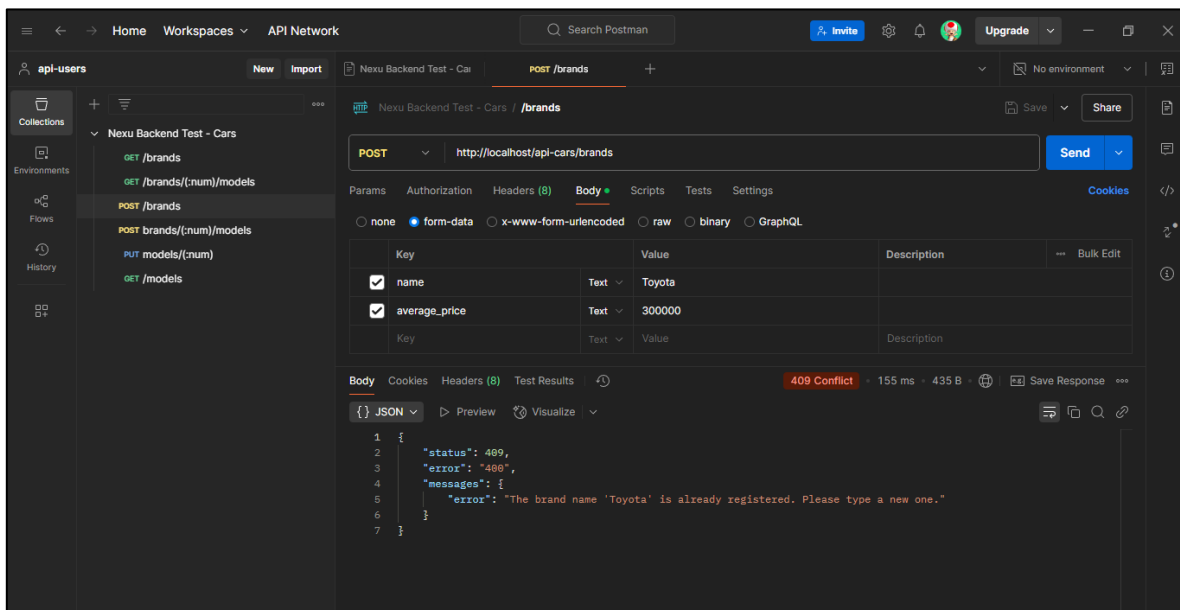 Home Workspaces API Network Search Postman Invite Upgrade
api-users New Import Nexu Backend Test - Car POST /brands No environment
Collections
Environments
Flows
History
Nexu Backend Test - Cars
GET /brands
GET /brands/(:num)/models
POST /brands
POST brands/(:num)/models
PUT models/(:num)
GET /models
HTTP Nexu Backend Test - Cars / /brands Save Share
POST http://localhost/api-cars/brands Send
Params Authorization Headers (8) Body Scripts Tests Settings Cookies
none form-data x-www-form-urlencoded raw binary GraphQL
Key Value Description Bulk Edit
name Text Toyota
average_price Text 300000
Key Text Value Description
Body Cookies Headers (8) Test Results 409 Conflict 155 ms 435 B e.g. Save Response
{} JSON Preview Visualize
1 {
2 "status": 409,
3 "error": "400",
4 "messages": {
5 "error": "The brand name 'Toyota' is already registered. Please type a new one."
6 }
7 }